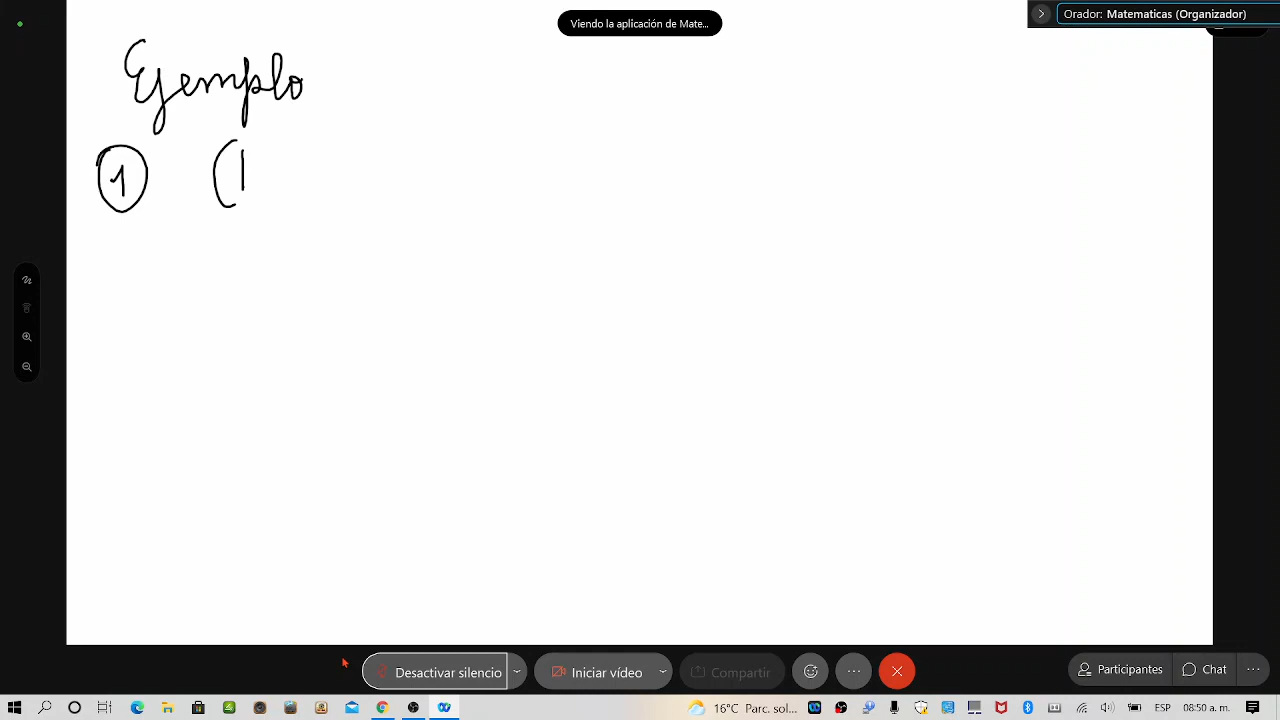 Viendo la aplicación de Mate...
Orador: Matematicas (Organizador)
Ejemplo
1 (
Desactivar silencio
Iniciar vídeo
Compartir
Participantes
Chat
16°C Parc. sol...
ESP
08:50 a. m.